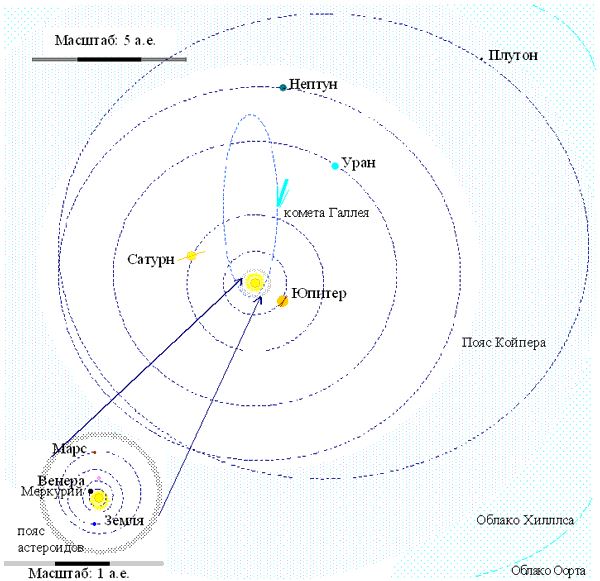 Масштаб: 5 а.е.
Плутон
Нептун
Уран
комета Галлея
Сатурн
Юпитер
Пояс Койпера
Марс
Венера
Меркурий
Земля
пояс
астероидов
Облако Хилллса
Облако Оорта
Масштаб: 1 а.е.